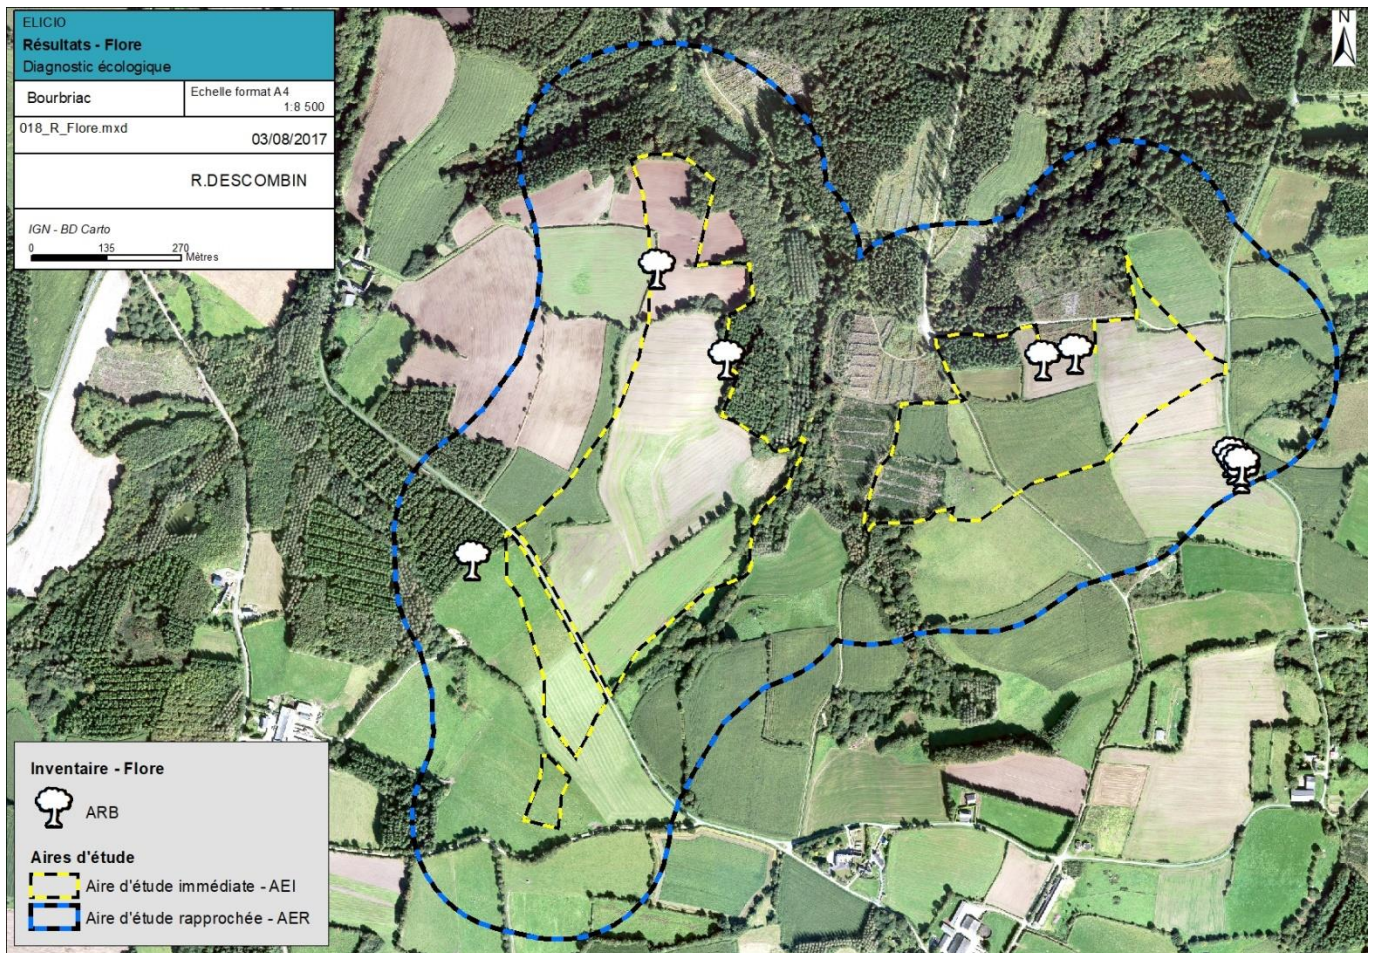 ELICIO
Résultats - Flore
Diagnostic écologique
Bourbriac
Echelle format A4
1:8 500
018_R_Flore.mxd
03/08/2017
R.DESCOMBIN
IGN - BD Carto
0 135 270
Mètres
N
Inventaire - Flore
ARB
Aires d'étude
Aire d'étude immédiate - AEI
Aire d'étude rapprochée - AER